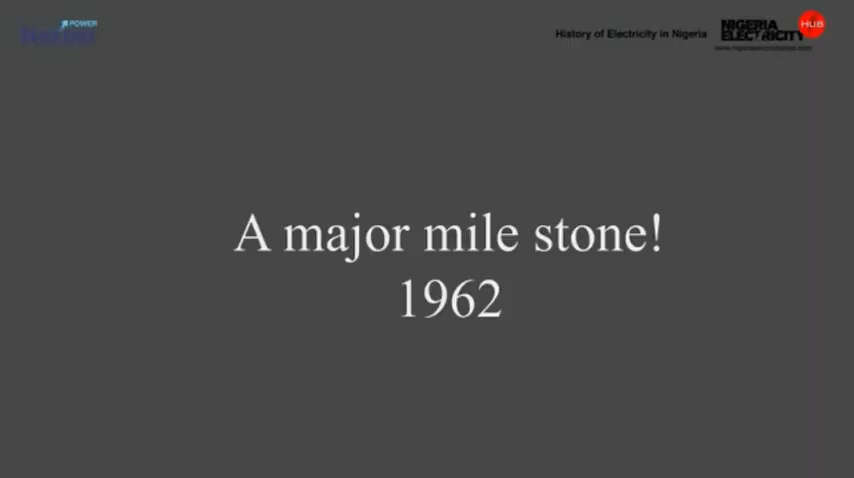 POWER
History of Electricity in Nigeria
NIGERIA
ELECTRICITY
HUB
A major mile stone!
1962